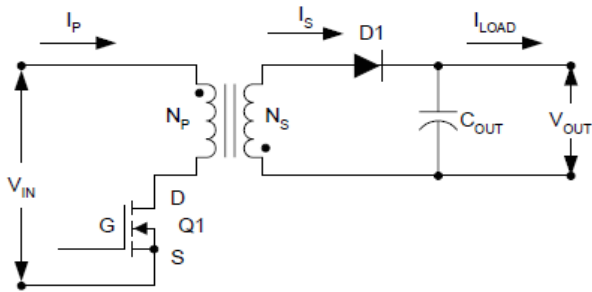 I_P
I_S
D1
I_LOAD
N_P
N_S
C_OUT
V_OUT
V_IN
D
G
Q1
S